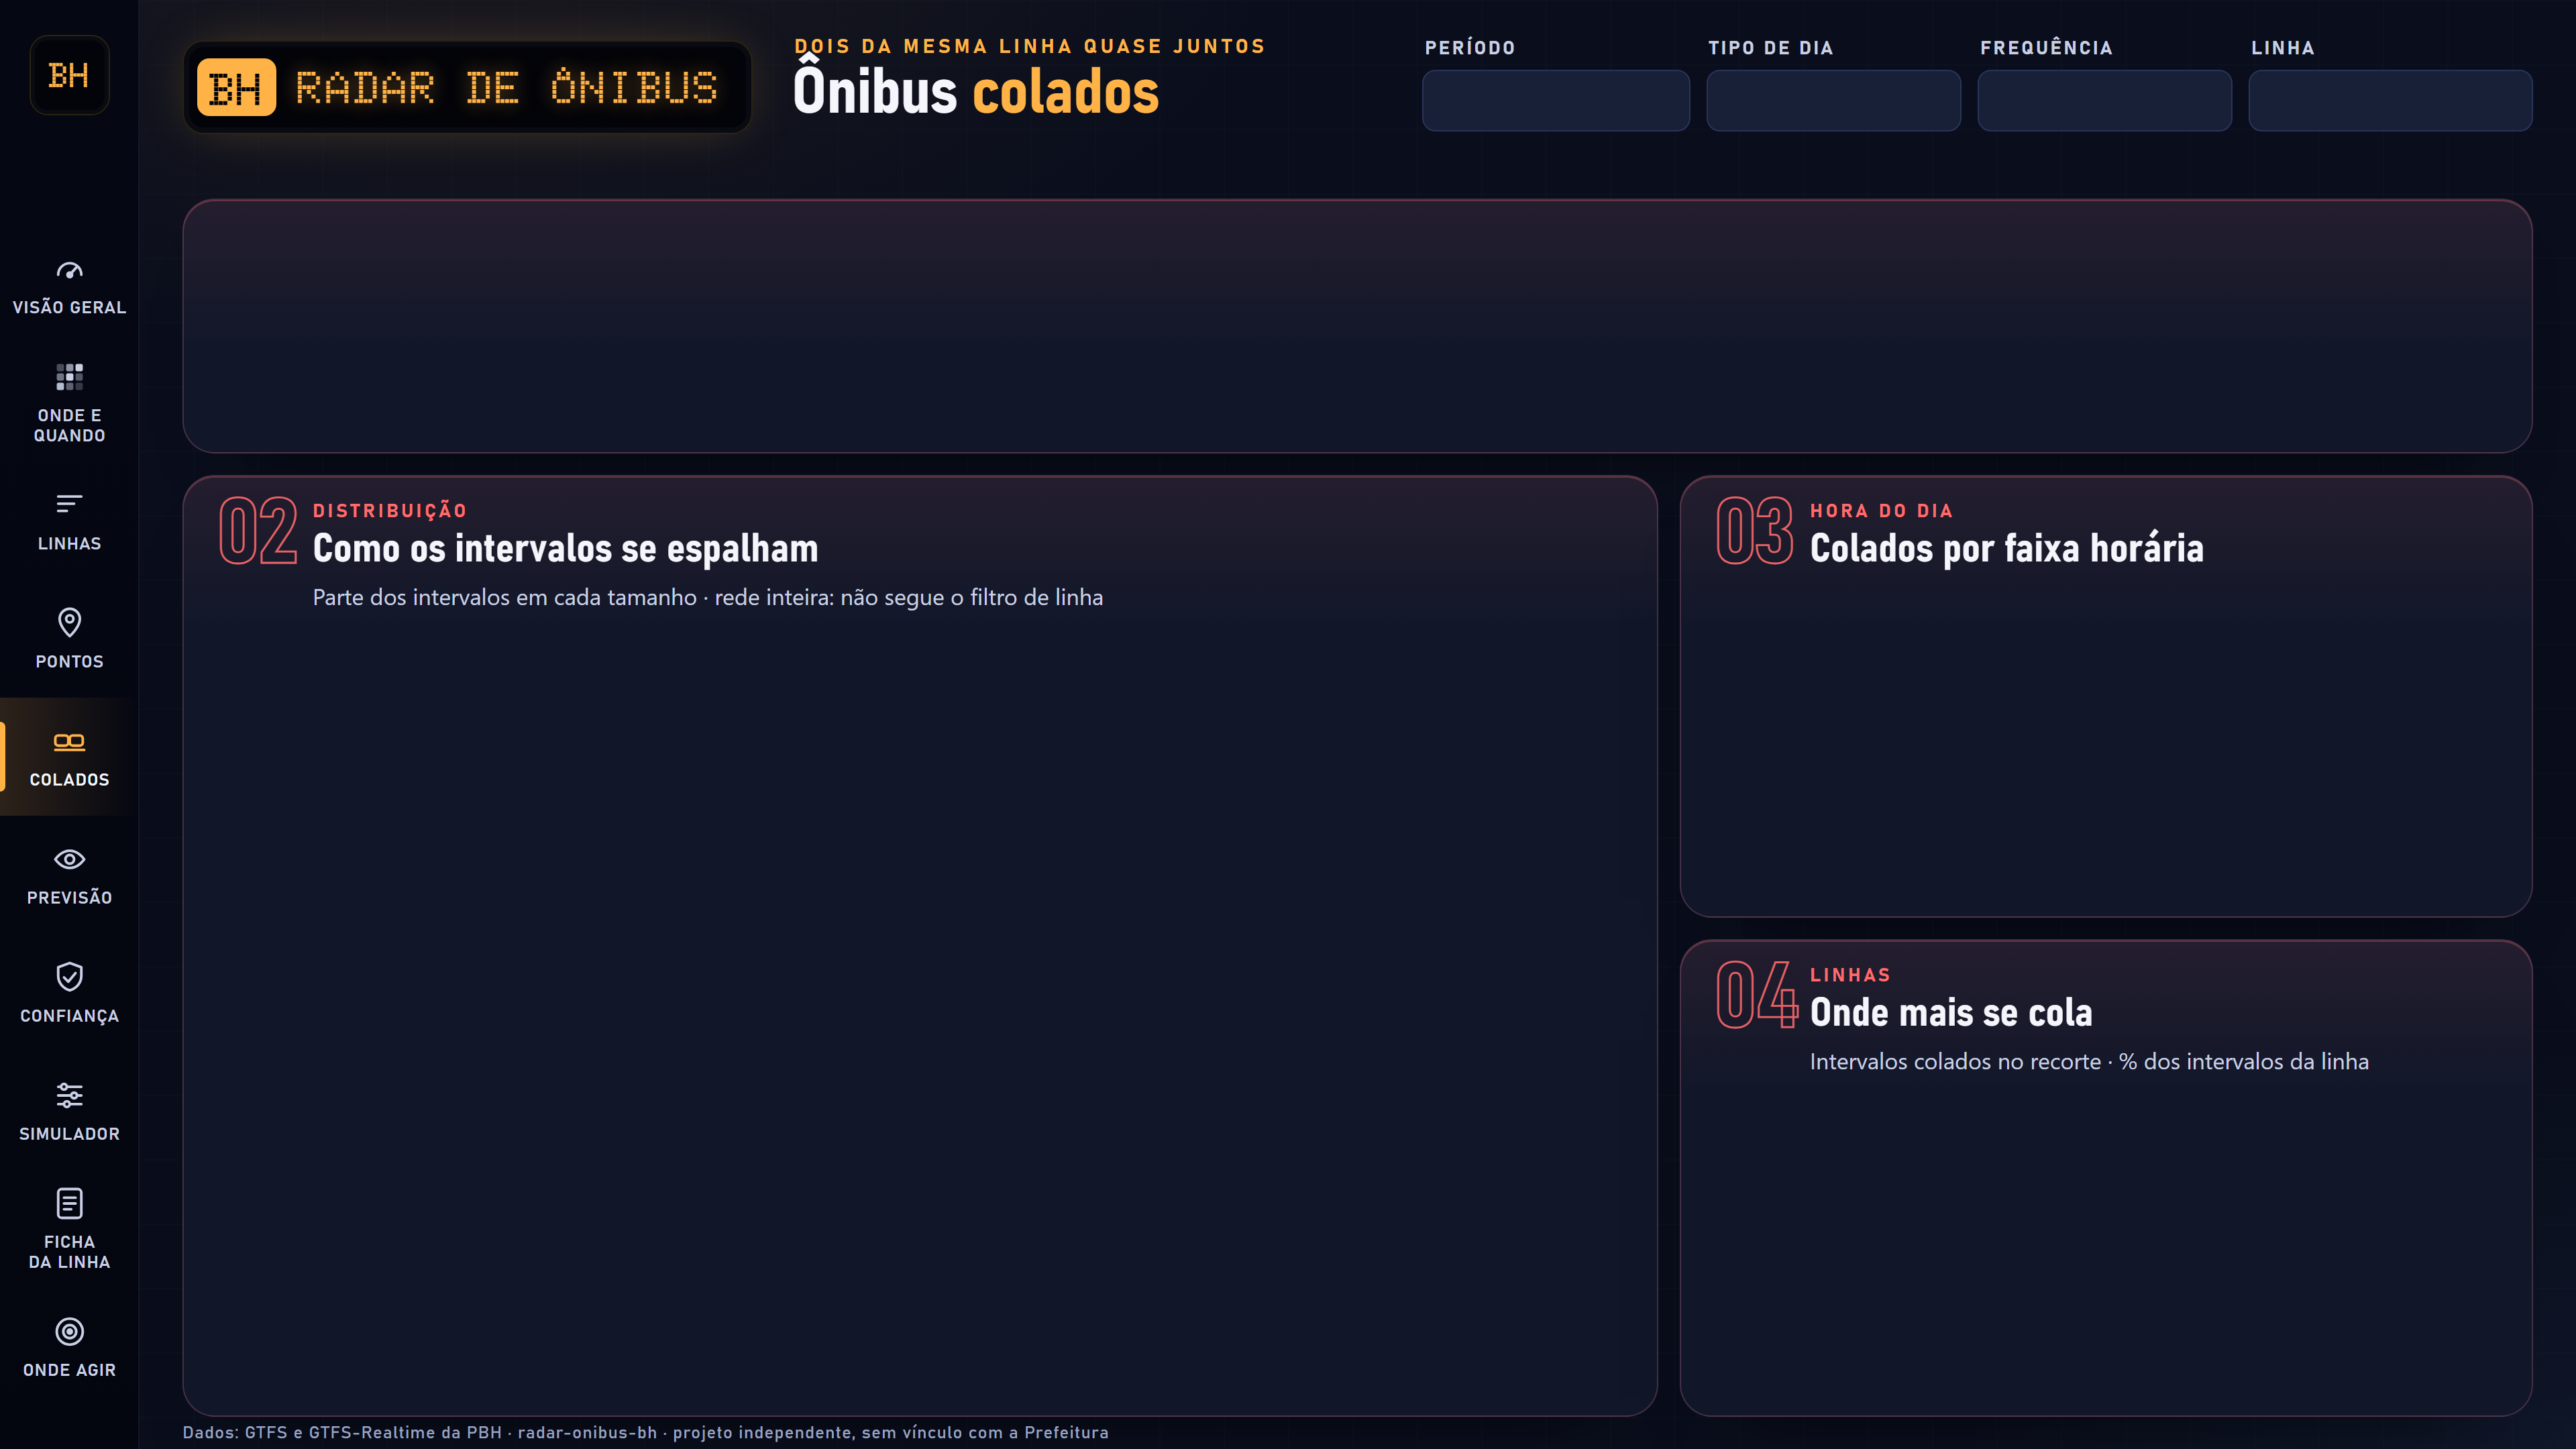 BH
BH RADAR DE ÔNIBUS
DOIS DA MESMA LINHA QUASE JUNTOS
Ônibus colados
PERÍODO
TIPO DE DIA
FREQUÊNCIA
LINHA
VISÃO GERAL
ONDE E
QUANDO
LINHAS
PONTOS
COLADOS
PREVISÃO
CONFIANÇA
SIMULADOR
FICHA
DA LINHA
ONDE AGIR
02
DISTRIBUIÇÃO
Como os intervalos se espalham
Parte dos intervalos em cada tamanho · rede inteira: não segue o filtro de linha
03
HORA DO DIA
Colados por faixa horária
04
LINHAS
Onde mais se cola
Intervalos colados no recorte · % dos intervalos da linha
Dados: GTFS e GTFS-Realtime da PBH · radar-onibus-bh · projeto independente, sem vínculo com a Prefeitura